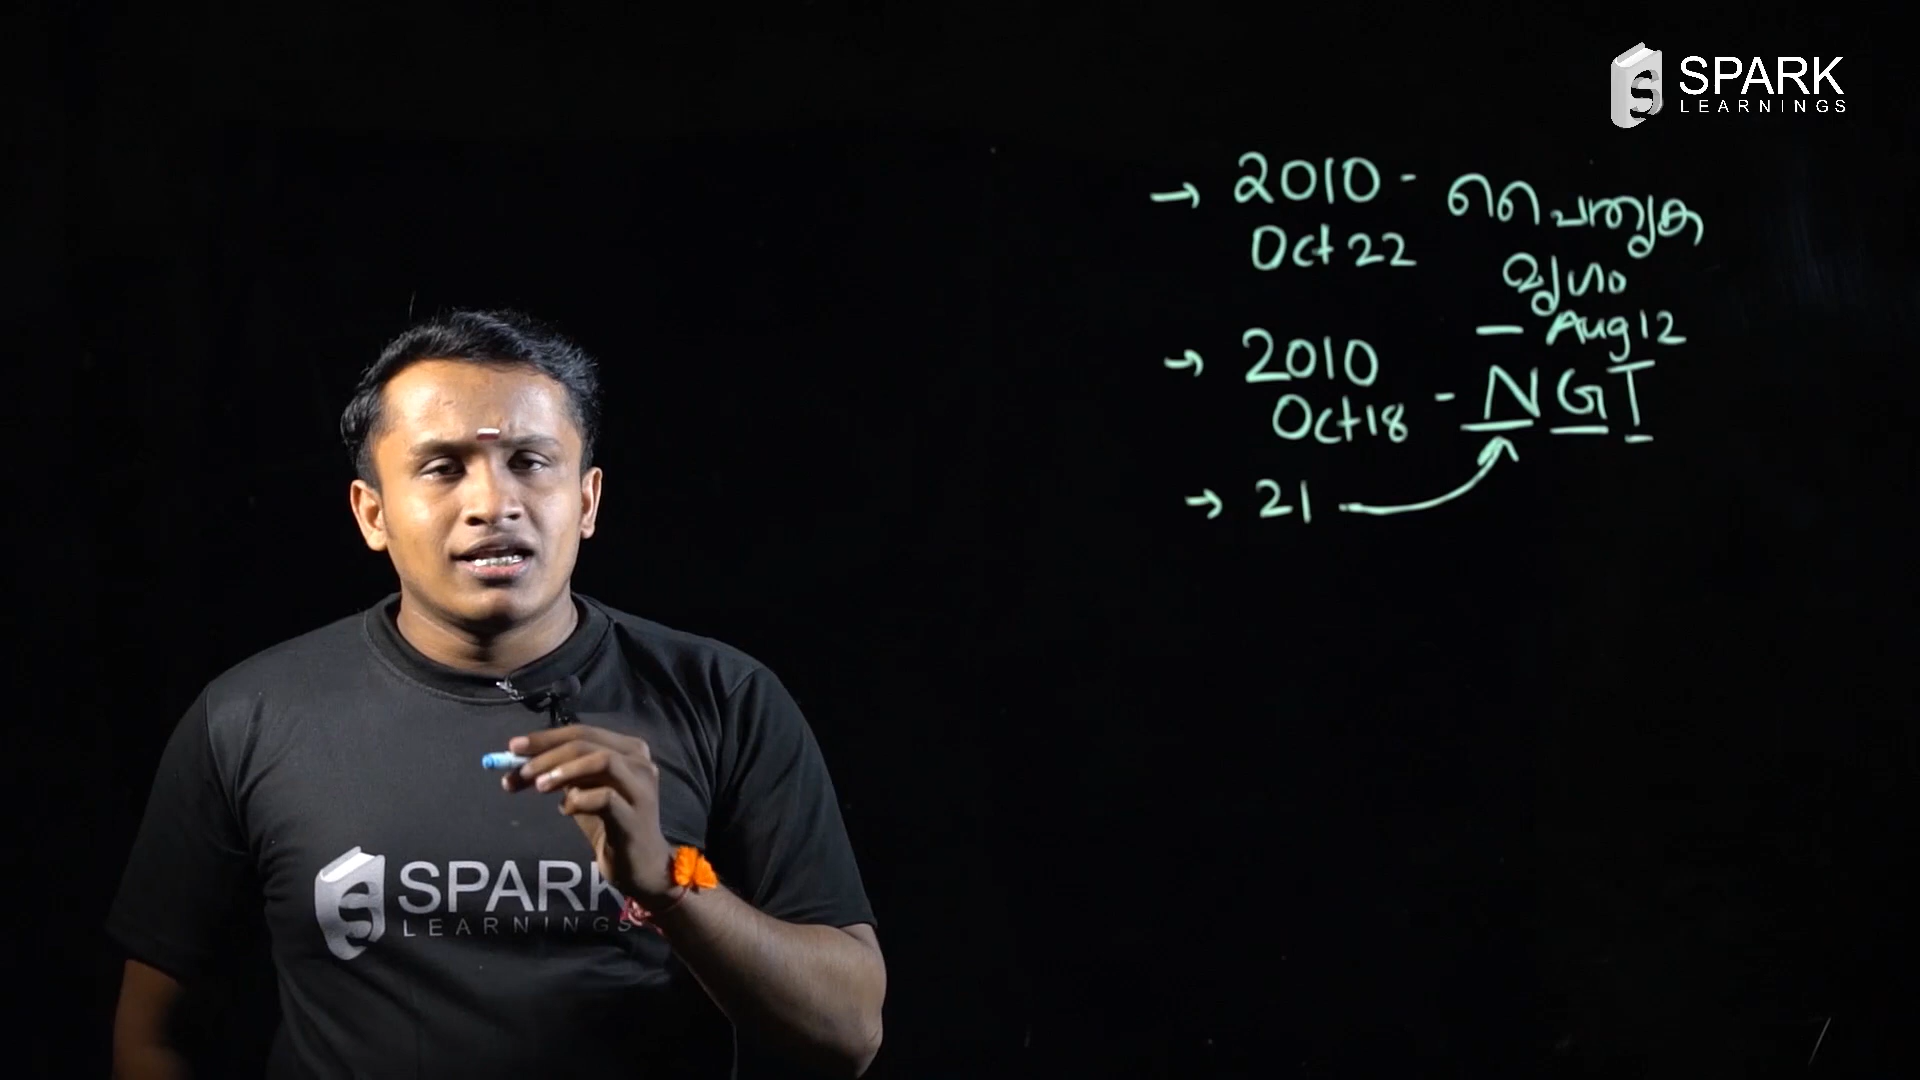 SPARK
LEARNINGS
→ 2010 - പൈതൃക
Oct 22 മൃഗം
— Aug 12
→ 2010
Oct 18 - NGT
→ 21
SPARK
LEARNINGS